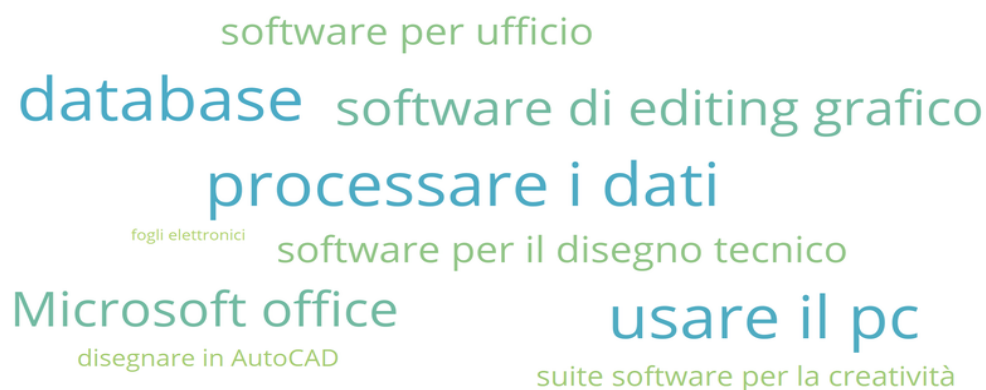 software per ufficio
database software di editing grafico
processare i dati
fogli elettronici
software per il disegno tecnico
Microsoft office
usare il pc
disegnare in AutoCAD
suite software per la creatività